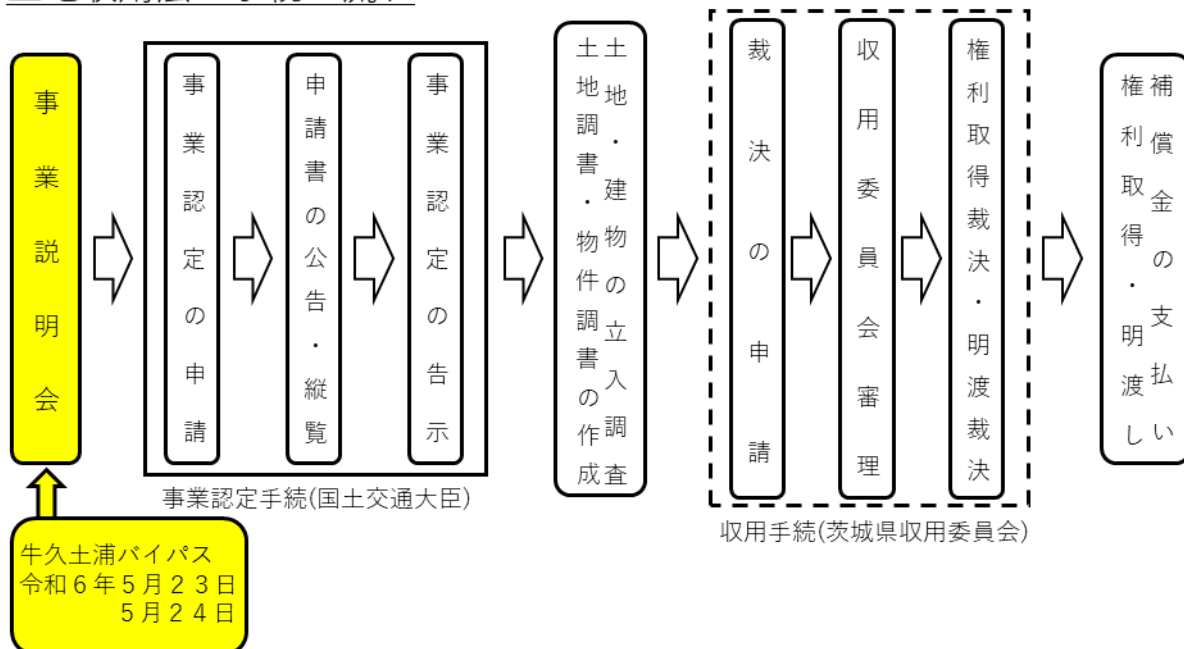 事業説明会
事業認定の申請
申請書の公告・縦覧
事業認定の告示
事業認定手続(国土交通大臣)
土地・建物の立入調査
土地調書・物件調書の作成
裁決の申請
収用委員会審理
権利取得裁決・明渡裁決
収用手続(茨城県収用委員会)
補償金の支払い
権利取得・明渡し
牛久土浦バイパス
令和6年5月23日
5月24日